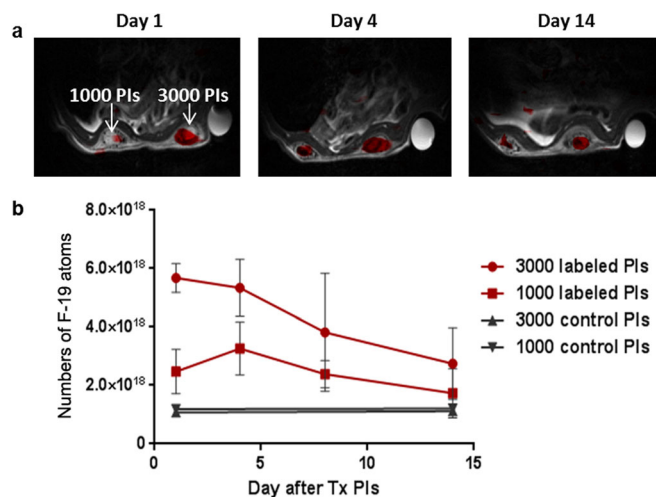 Day 1
Day 4
Day 14
a
1000 PIs
3000 PIs
b
Numbers of F-19 atoms
8.0×10¹⁸
6.0×10¹⁸
4.0×10¹⁸
2.0×10¹⁸
0
0
5
10
15
Day after Tx PIs
3000 labeled PIs
1000 labeled PIs
3000 control PIs
1000 control PIs